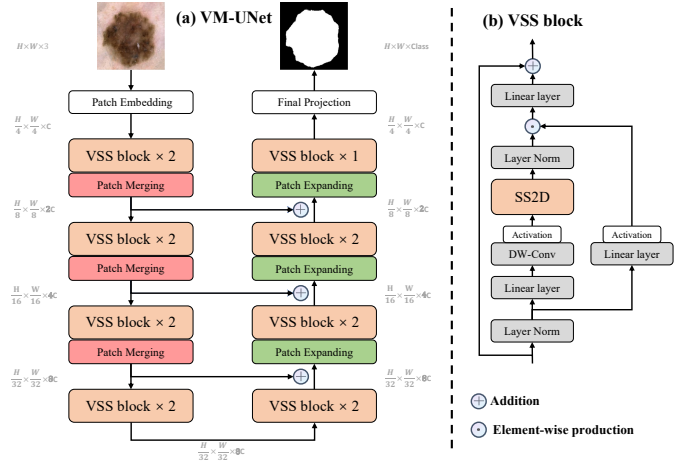 (a) VM-UNet
H×W×3
H×W×Class
Patch Embedding
Final Projection
H/4 × W/4 ×C
H/4 × W/4 ×C
VSS block × 2
VSS block × 1
Patch Merging
Patch Expanding
H/8 × W/8 ×2C
H/8 × W/8 ×2C
VSS block × 2
VSS block × 2
Patch Merging
Patch Expanding
H/16 × W/16 ×4C
H/16 × W/16 ×4C
VSS block × 2
VSS block × 2
Patch Merging
Patch Expanding
H/32 × W/32 ×8C
H/32 × W/32 ×8C
VSS block × 2
VSS block × 2
H/32 × W/32 ×8C
(b) VSS block
Linear layer
Layer Norm
SS2D
Activation
DW-Conv
Activation
Linear layer
Linear layer
Layer Norm
Addition
Element-wise production